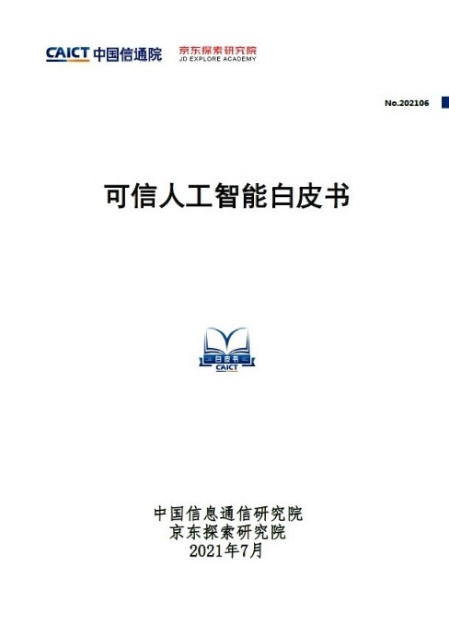 CAICT 中国信通院 京东探索研究院
JD EXPLORE ACADEMY
No.202106
可信人工智能白皮书
白皮书
CAICT
中国信息通信研究院
京东探索研究院
2021年7月